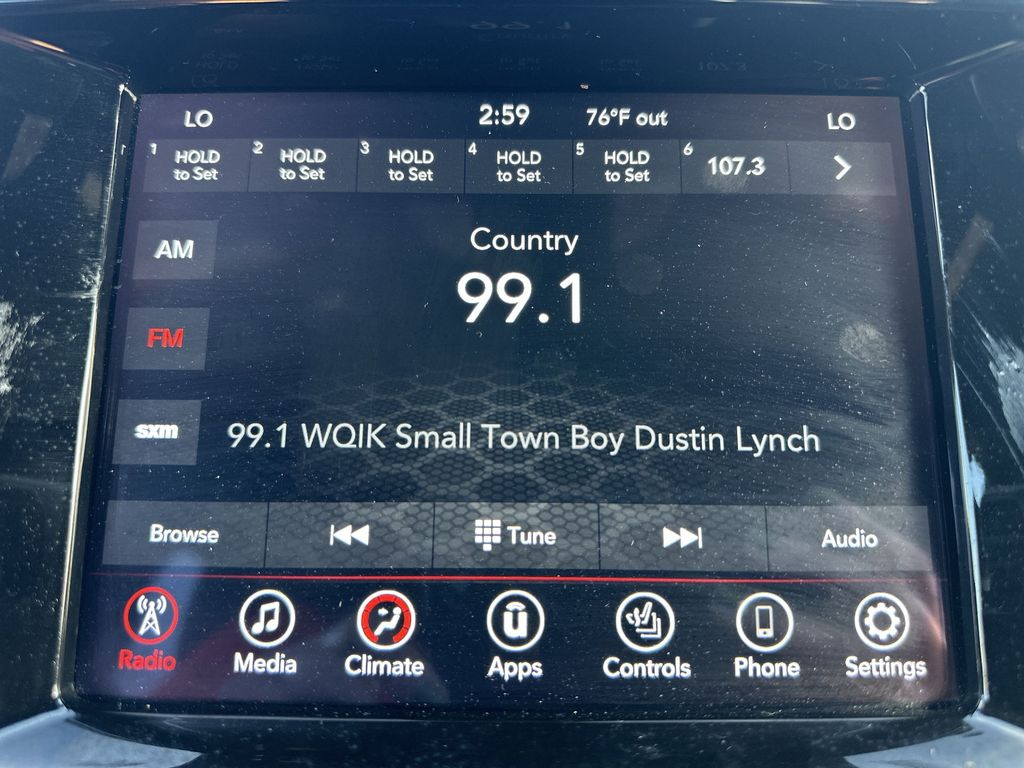 LO 2:59 76°F out LO
1 HOLD to Set 2 HOLD to Set 3 HOLD to Set 4 HOLD to Set 5 HOLD to Set 6 107.3
AM
Country
99.1
FM
sxm
99.1 WQIK Small Town Boy Dustin Lynch
Browse Tune Audio
Radio Media Climate Apps Controls Phone Settings